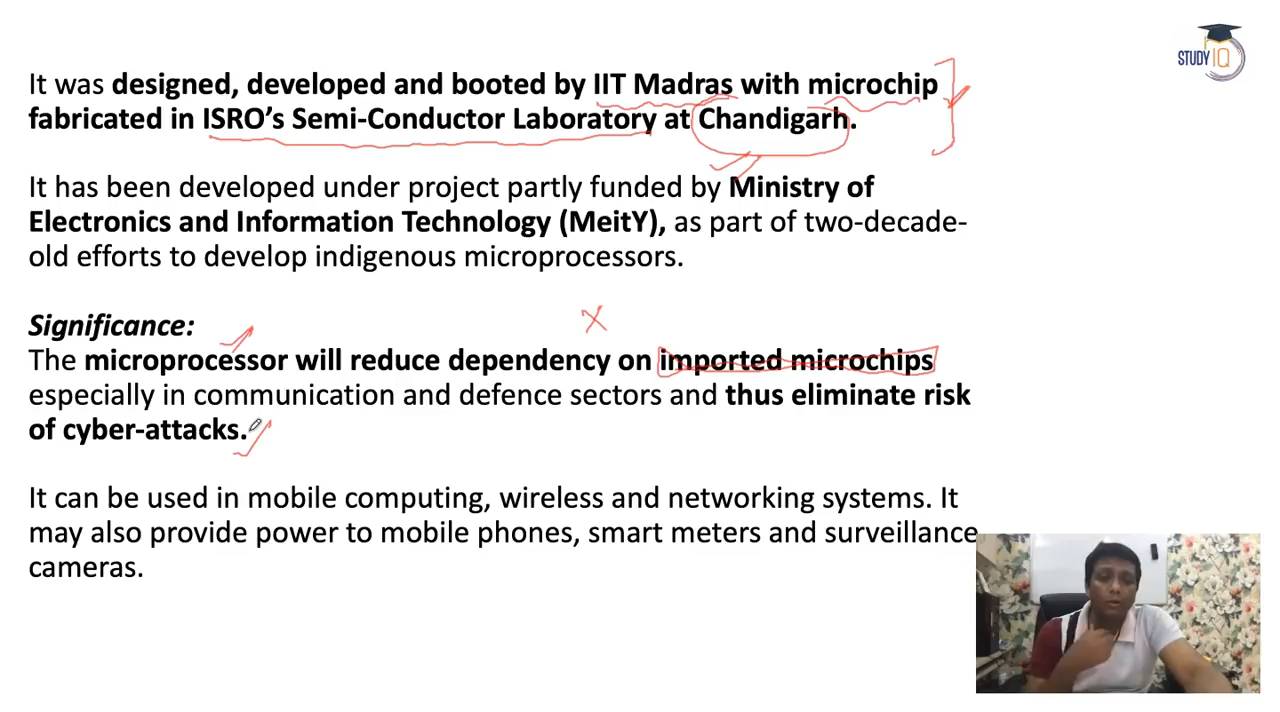 STUDY IQ
It was designed, developed and booted by IIT Madras with microchip
fabricated in ISRO’s Semi-Conductor Laboratory at Chandigarh.
It has been developed under project partly funded by Ministry of
Electronics and Information Technology (MeitY), as part of two-decade-
old efforts to develop indigenous microprocessors.
Significance:
The microprocessor will reduce dependency on imported microchips
especially in communication and defence sectors and thus eliminate risk
of cyber-attacks.
It can be used in mobile computing, wireless and networking systems. It
may also provide power to mobile phones, smart meters and surveillance
cameras.